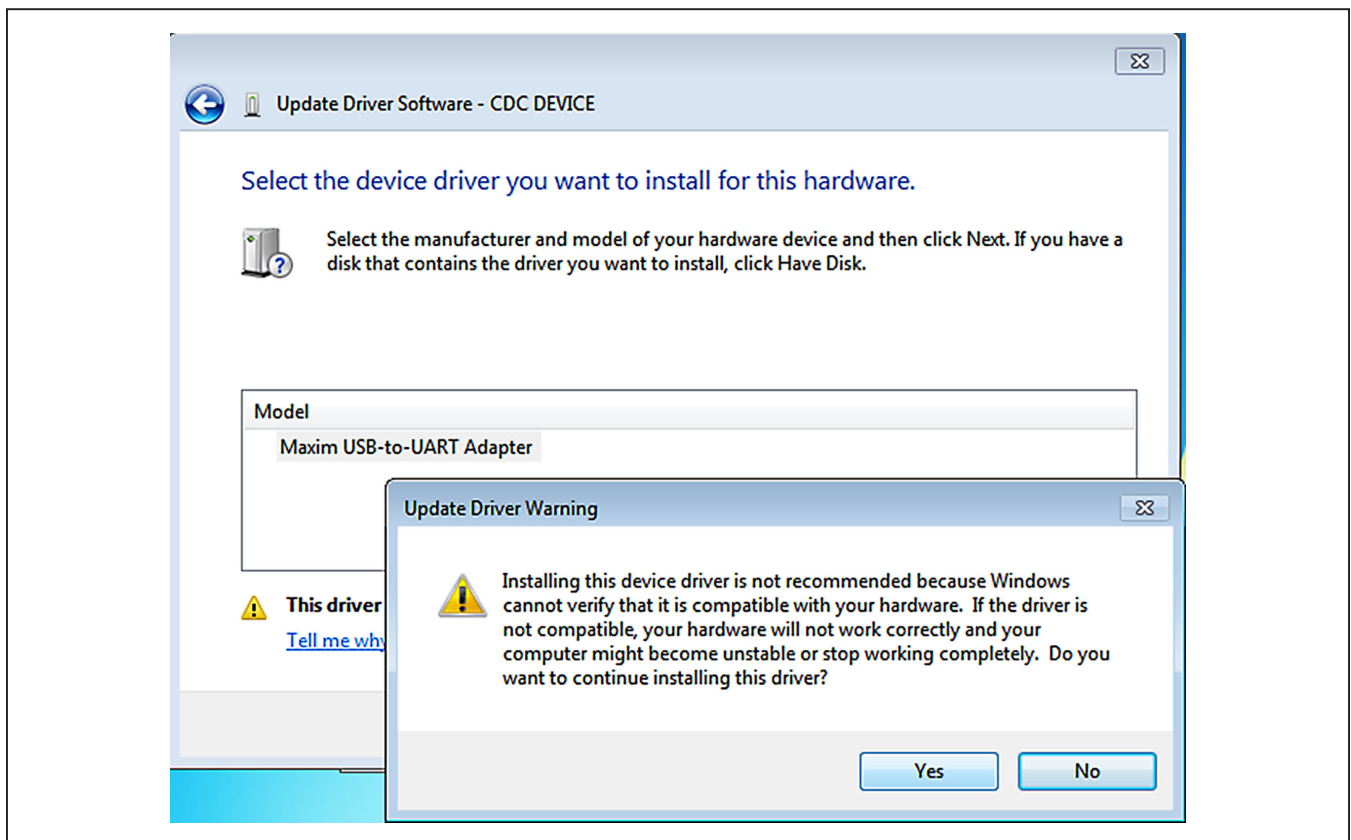 Update Driver Software - CDC DEVICE
Select the device driver you want to install for this hardware.
Select the manufacturer and model of your hardware device and then click Next. If you have a
disk that contains the driver you want to install, click Have Disk.
Model
Maxim USB-to-UART Adapter
This driver
Tell me why
Update Driver Warning
Installing this device driver is not recommended because Windows
cannot verify that it is compatible with your hardware.  If the driver is
not compatible, your hardware will not work correctly and your
computer might become unstable or stop working completely.  Do you
want to continue installing this driver?
Yes
No